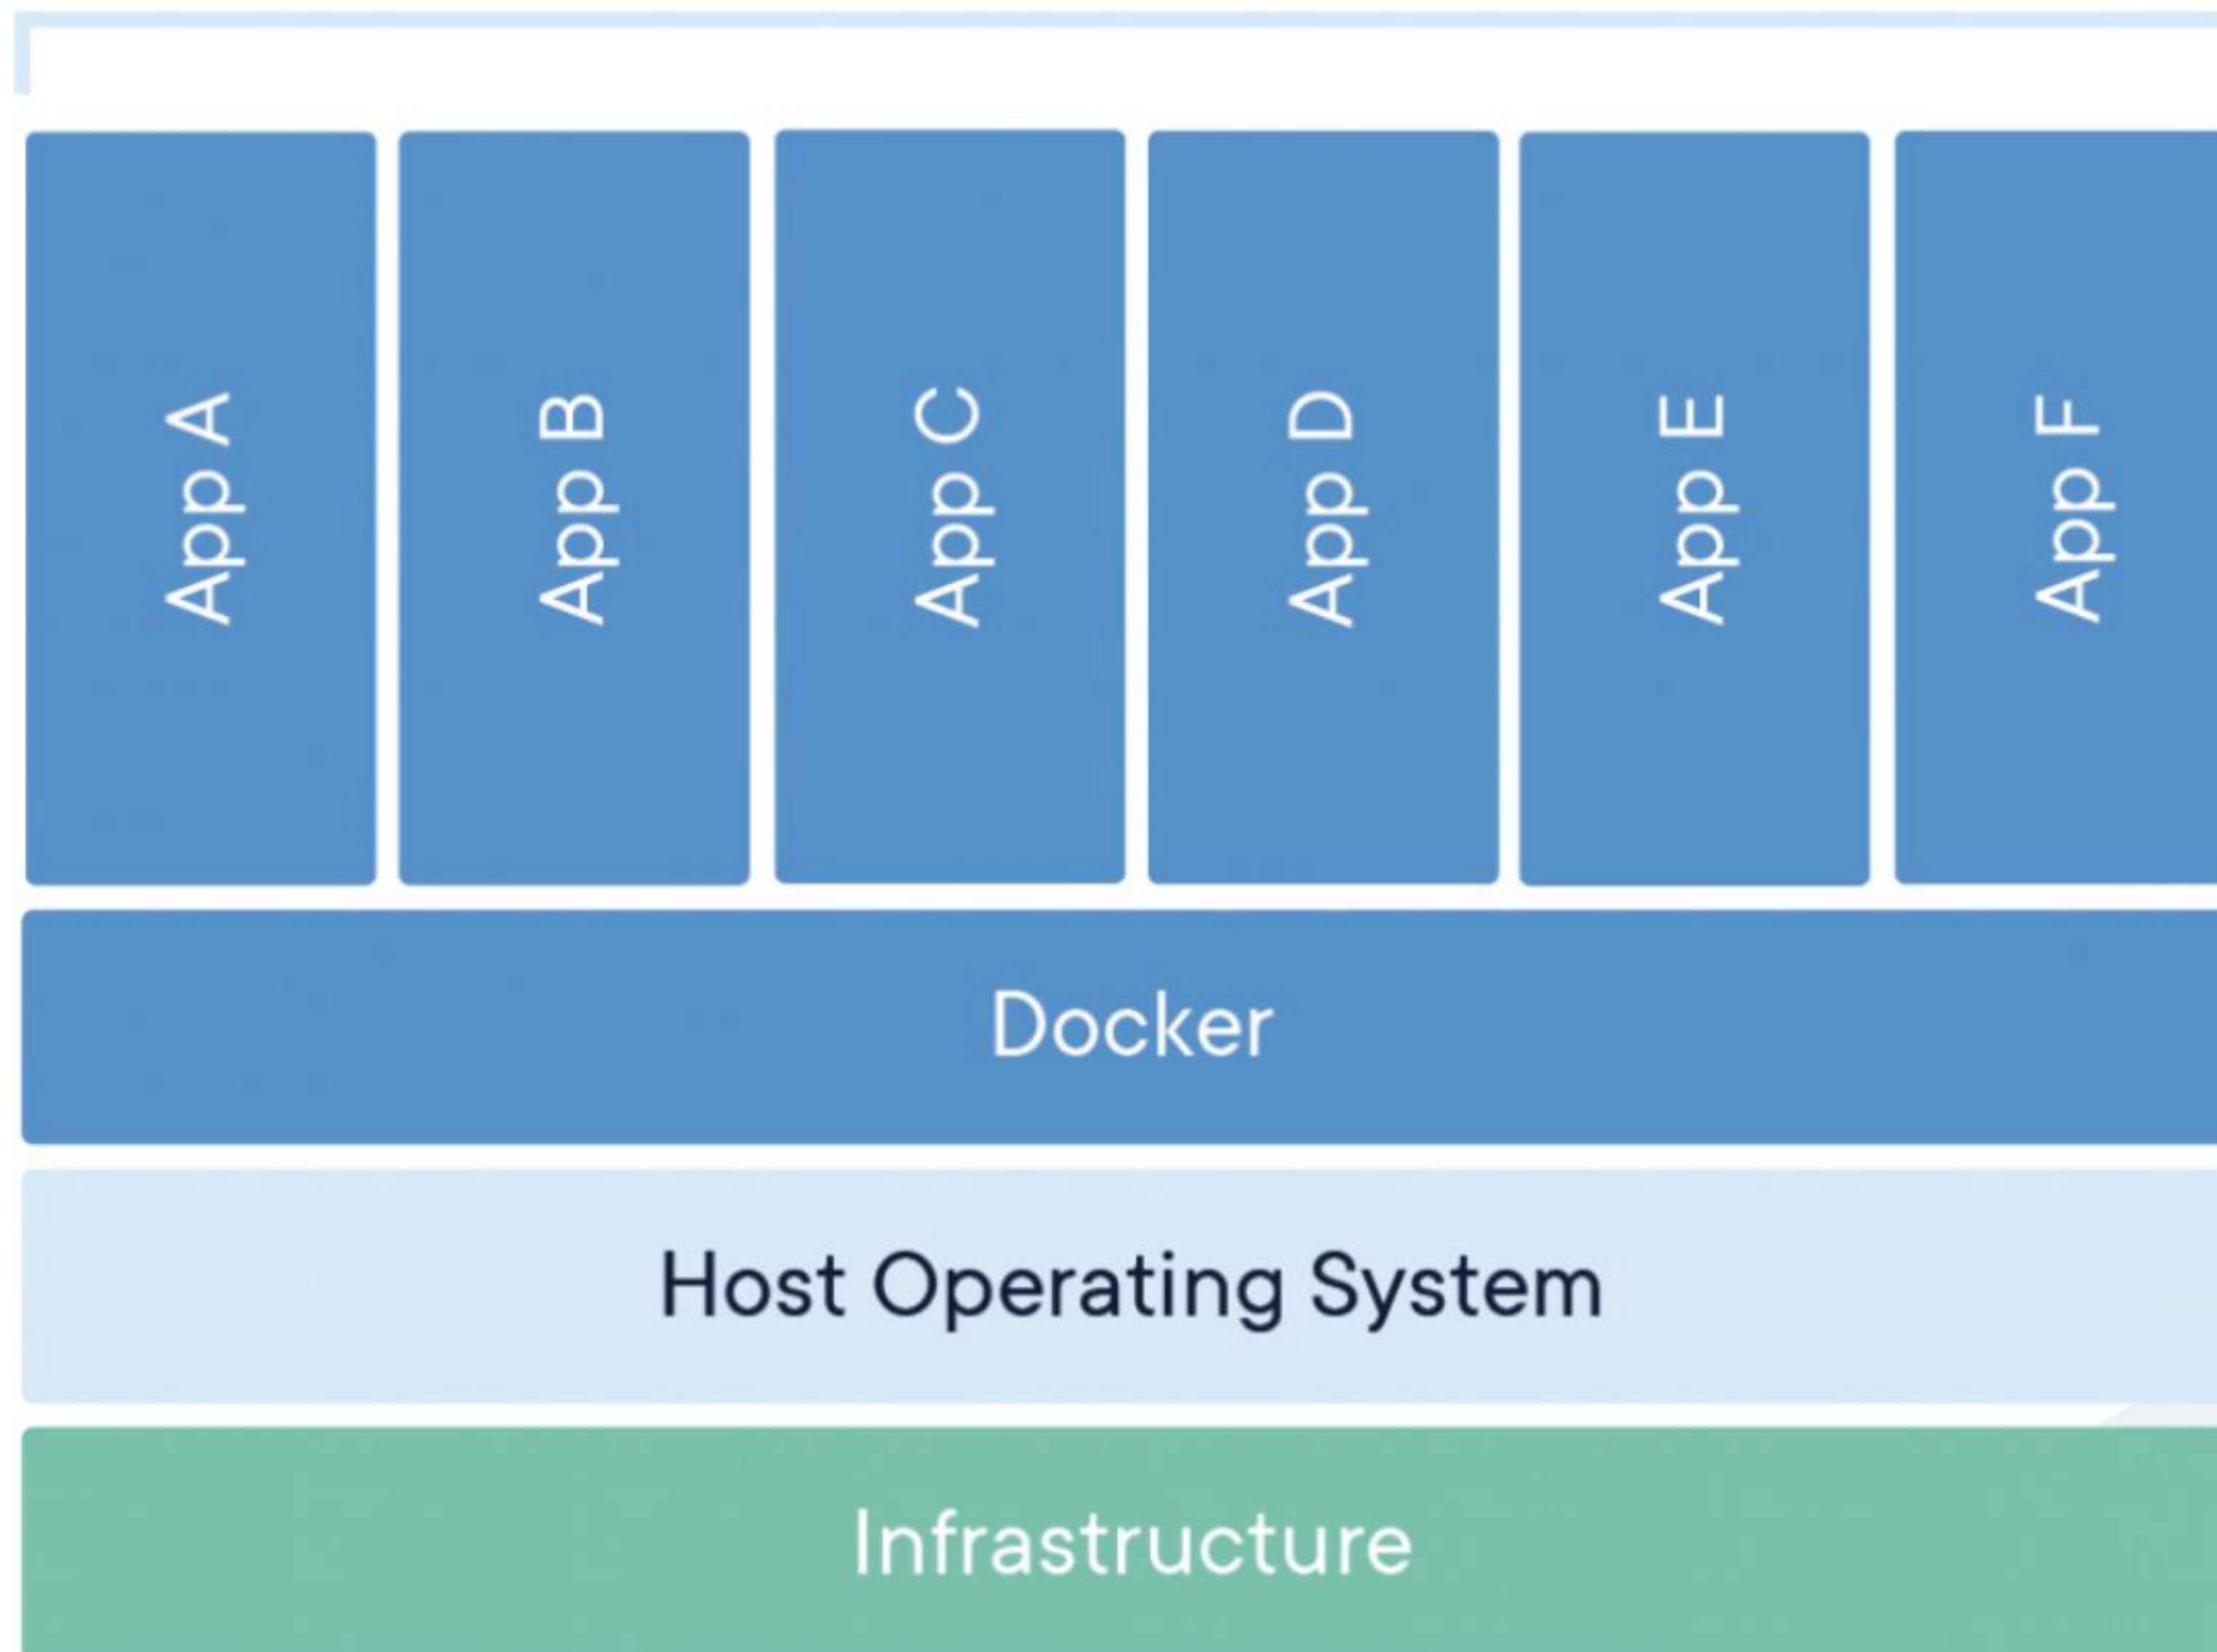 App A
App B
App C
App D
App E
App F
Docker
Host Operating System
Infrastructure